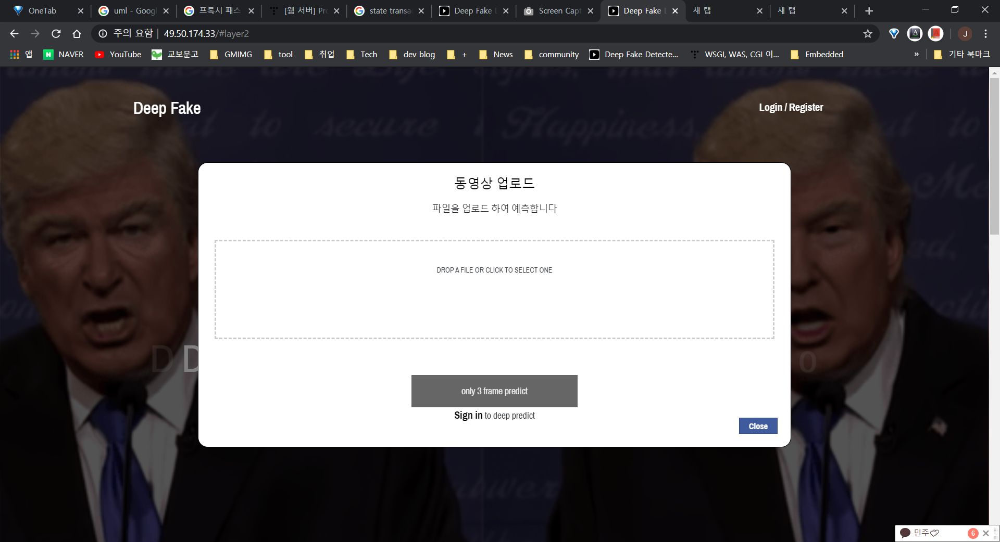 OneTab
uml - Goog
프록시 패스
[웹 서버] Pr
state transa
Deep Fake D
Screen Capt
Deep Fake D
새 탭
새 탭
주의 요함 | 49.50.174.33/#layer2
J
앱
NAVER
YouTube
교보문고
GMIMG
tool
취업
Tech
dev blog
+
News
community
Deep Fake Detecte...
WSGI, WAS, CGI 이...
Embedded
»
기타 북마크
Deep Fake
Login / Register
동영상 업로드
파일을 업로드 하여 예측합니다
DROP A FILE OR CLICK TO SELECT ONE
D D
o
only 3 frame predict
Sign in to deep predict
Close
민주
6